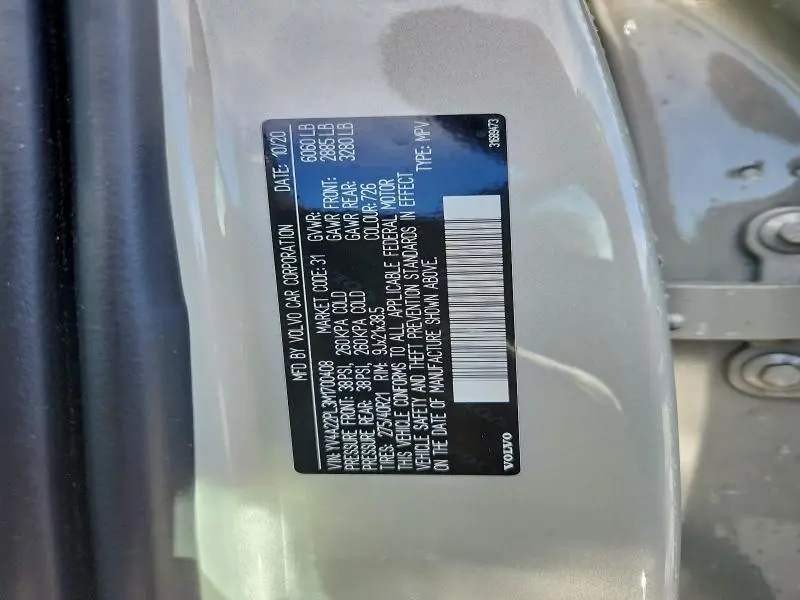 MFD BY VOLVO CAR CORPORATION DATE: 10/20
VIN: YV4A22PL3M1700408 MARKET CODE: 31 GVWR: 6060 LB
PRESSURE FRONT: 38PSI, 260KPA COLD GAWR FRONT: 2885 LB
PRESSURE REAR: 38PSI, 260KPA COLD GAWR REAR: 3280 LB
TIRES: 275/40R21 RIM: 9Jx21x38.5 COLOUR: 726
THIS VEHICLE CONFORMS TO ALL APPLICABLE FEDERAL MOTOR
VEHICLE SAFETY AND THEFT PREVENTION STANDARDS IN EFFECT
ON THE DATE OF MANUFACTURE SHOWN ABOVE. TYPE: MPV
VOLVO 31689473